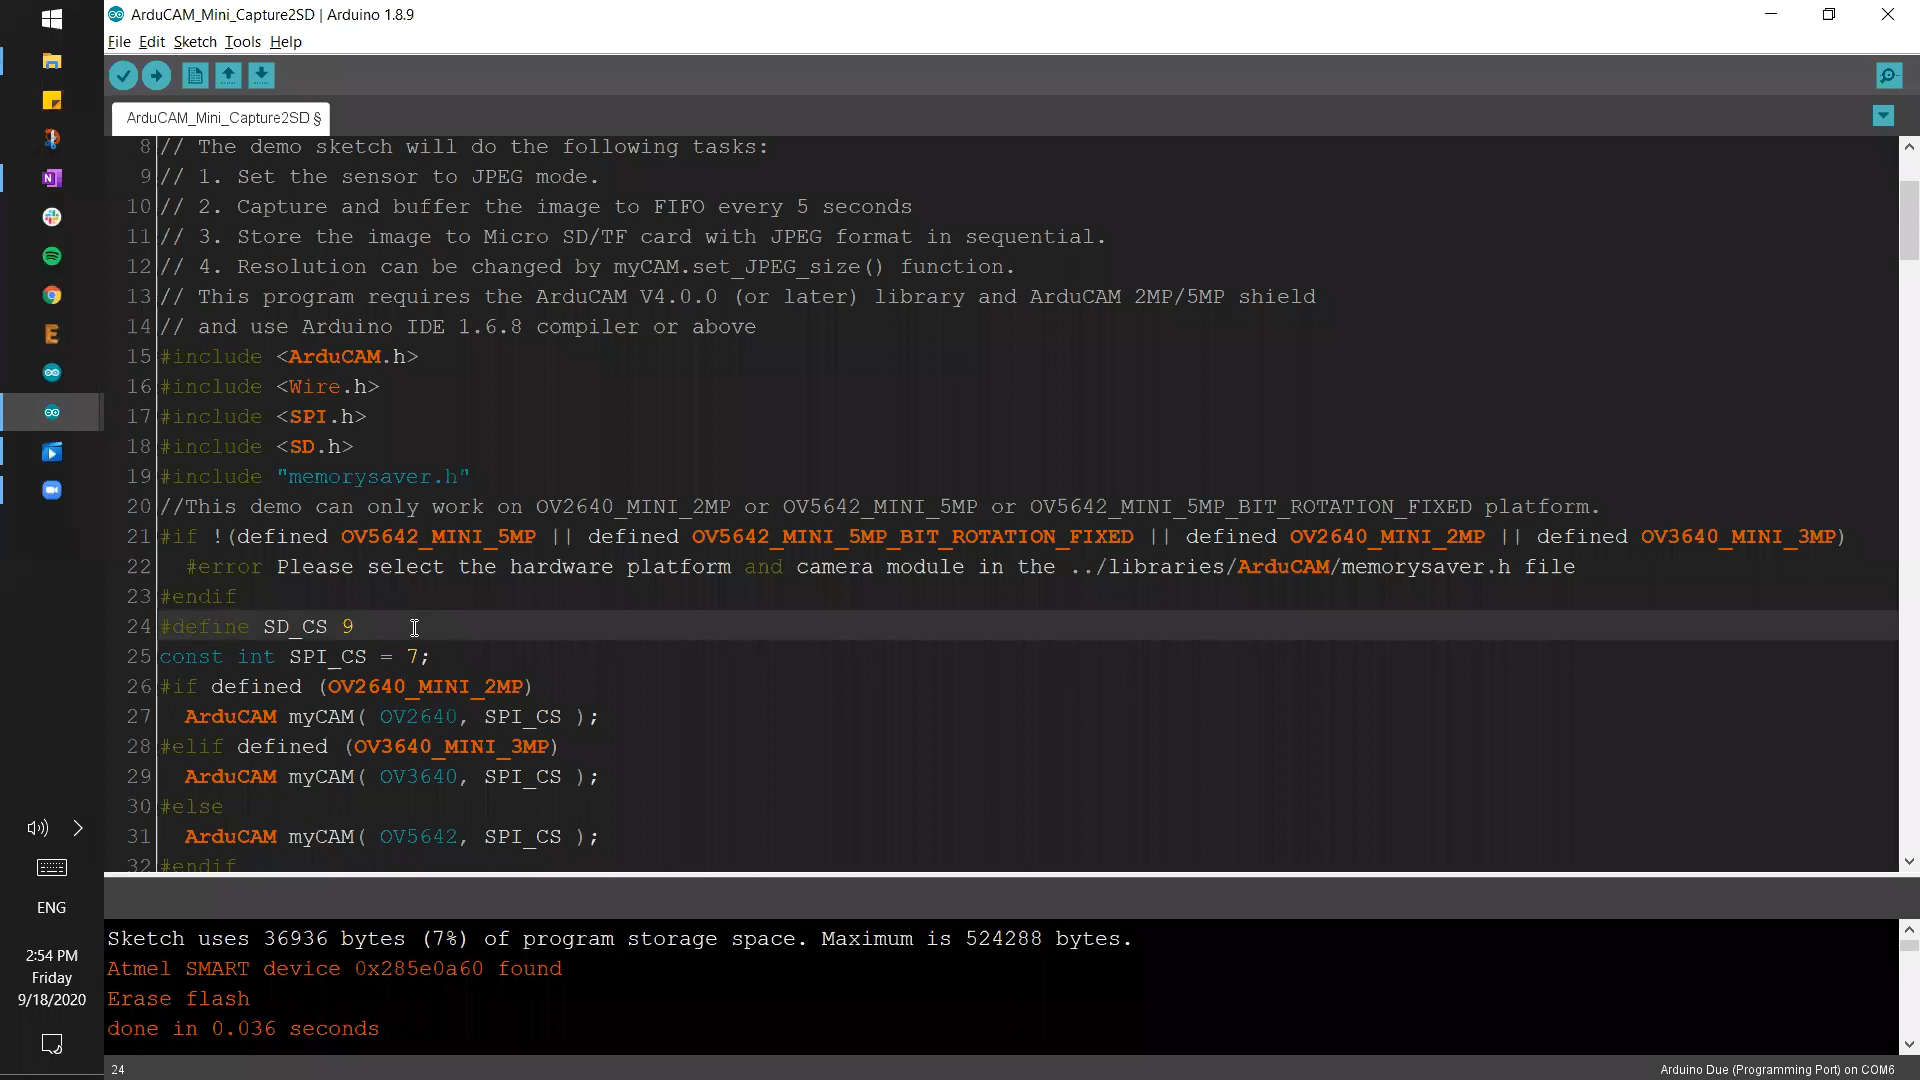 ArduCAM_Mini_Capture2SD | Arduino 1.8.9
File Edit Sketch Tools Help
ArduCAM_Mini_Capture2SD §
8 // The demo sketch will do the following tasks:
9 // 1. Set the sensor to JPEG mode.
10 // 2. Capture and buffer the image to FIFO every 5 seconds
11 // 3. Store the image to Micro SD/TF card with JPEG format in sequential.
12 // 4. Resolution can be changed by myCAM.set_JPEG_size() function.
13 // This program requires the ArduCAM V4.0.0 (or later) library and ArduCAM 2MP/5MP shield
14 // and use Arduino IDE 1.6.8 compiler or above
15 #include <ArduCAM.h>
16 #include <Wire.h>
17 #include <SPI.h>
18 #include <SD.h>
19 #include "memorysaver.h"
20 //This demo can only work on OV2640_MINI_2MP or OV5642_MINI_5MP or OV5642_MINI_5MP_BIT_ROTATION_FIXED platform.
21 #if !(defined OV5642_MINI_5MP || defined OV5642_MINI_5MP_BIT_ROTATION_FIXED || defined OV2640_MINI_2MP || defined OV3640_MINI_3MP)
22   #error Please select the hardware platform and camera module in the ../libraries/ArduCAM/memorysaver.h file
23 #endif
24 #define SD_CS 9
25 const int SPI_CS = 7;
26 #if defined (OV2640_MINI_2MP)
27   ArduCAM myCAM( OV2640, SPI_CS );
28 #elif defined (OV3640_MINI_3MP)
29   ArduCAM myCAM( OV3640, SPI_CS );
30 #else
31   ArduCAM myCAM( OV5642, SPI_CS );
32 #endif
Sketch uses 36936 bytes (7%) of program storage space. Maximum is 524288 bytes.
Atmel SMART device 0x285e0a60 found
Erase flash
done in 0.036 seconds
24
Arduino Due (Programming Port) on COM6
ENG
2:54 PM
Friday
9/18/2020